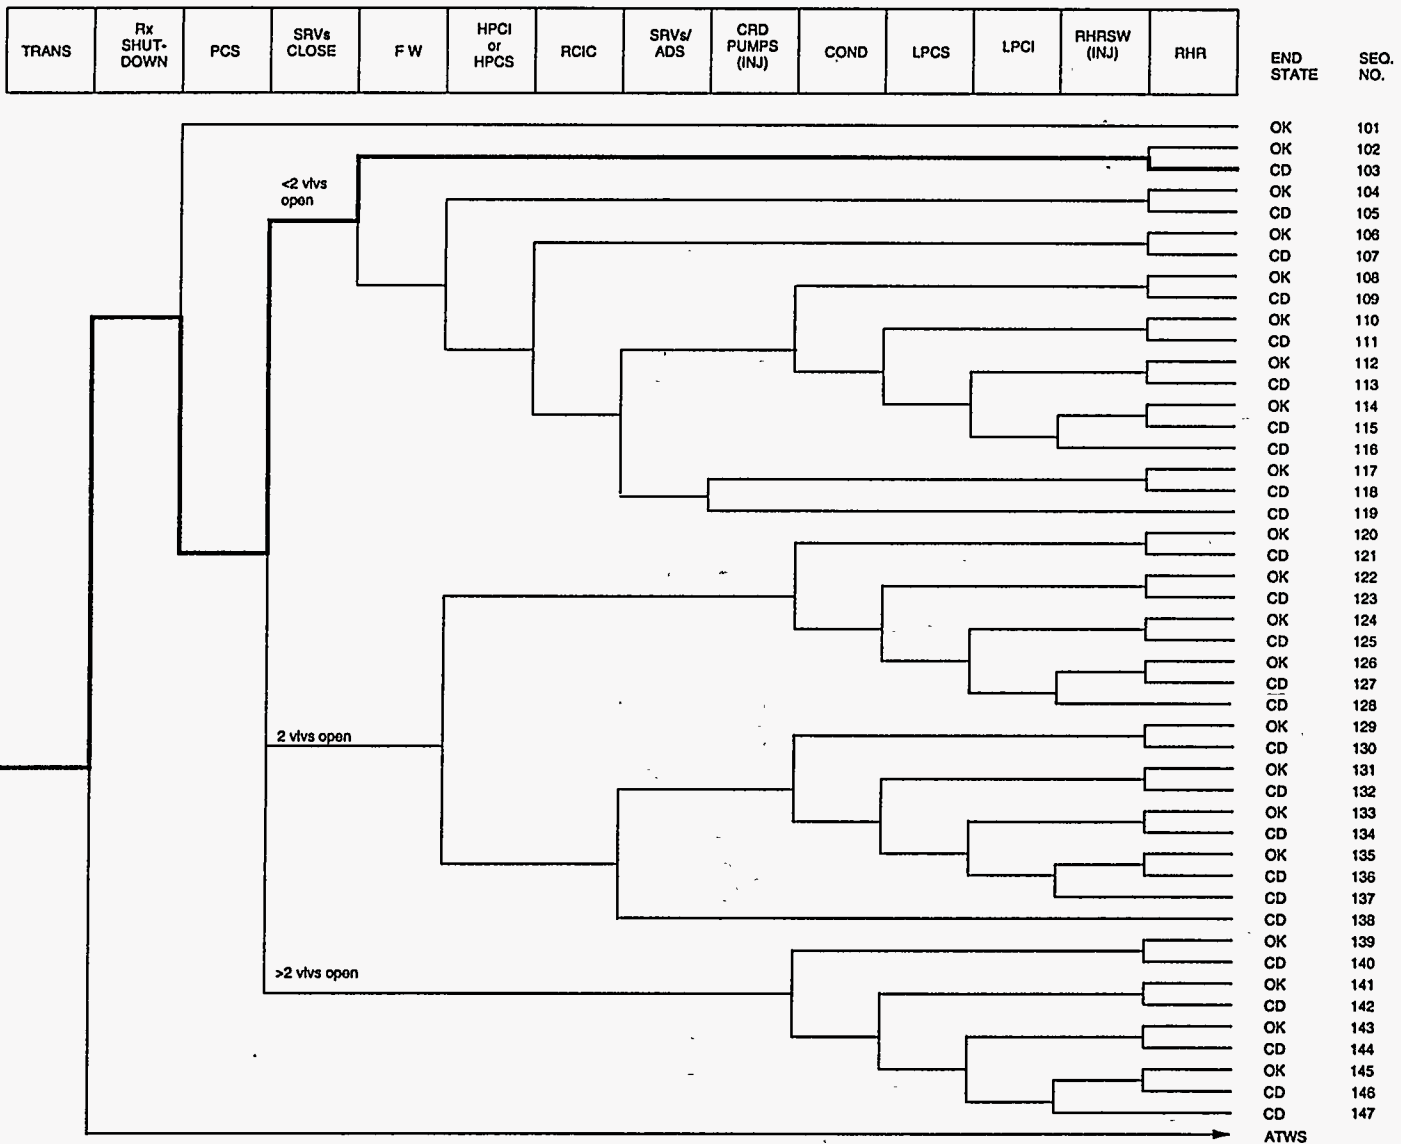 TRANS
Rx
SHUT-
DOWN
PCS
SRVs
CLOSE
F W
HPCI
or
HPCS
RCIC
SRVs/
ADS
CRD
PUMPS
(INJ)
COND
LPCS
LPCI
RHRSW
(INJ)
RHR
END
STATE
SEQ.
NO.
OK 101
OK 102
CD 103
<2 vlvs
open
OK 104
CD 105
OK 106
CD 107
OK 108
CD 109
OK 110
CD 111
OK 112
CD 113
OK 114
CD 115
CD 116
OK 117
CD 118
CD 119
OK 120
CD 121
OK 122
CD 123
OK 124
CD 125
OK 126
CD 127
CD 128
OK 129
2 vlvs open
CD 130
OK 131
CD 132
OK 133
CD 134
OK 135
CD 136
CD 137
CD 138
OK 139
CD 140
>2 vlvs open
OK 141
CD 142
OK 143
CD 144
OK 145
CD 146
CD 147
ATWS